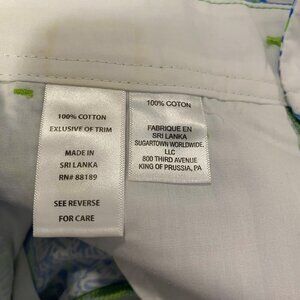 100% COTTON
EXLUSIVE OF TRIM
MADE IN
SRI LANKA
RN# 88189
SEE REVERSE
FOR CARE
100% COTON
FABRIQUE EN
SRI LANKA
SUGARTOWN WORLDWIDE,
LLC
800 THIRD AVENUE
KING OF PRUSSIA, PA